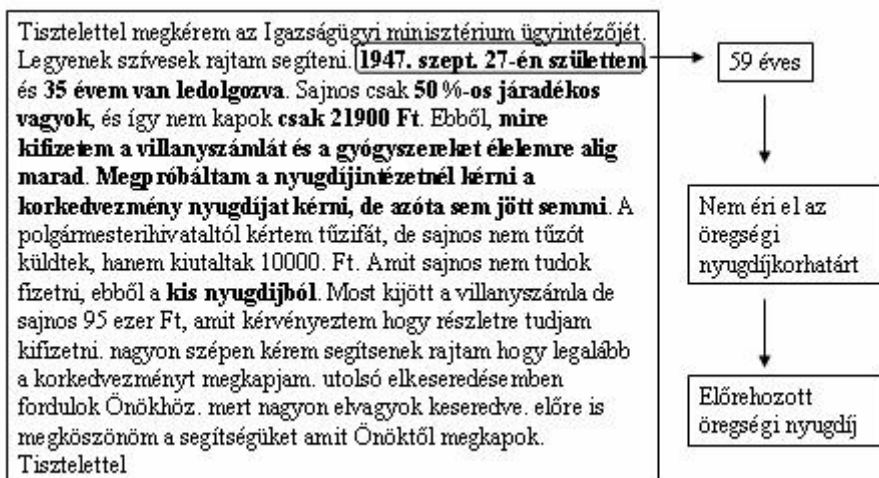 Tisztelettel megkérem az Igazságügyi minisztérium ügyintézőjét.
Legyenek szívesek rajtam segíteni. 1947. szept. 27-én születtem
és 35 évem van ledolgozva. Sajnos csak 50 %-os járadékos
vagyok, és így nem kapok csak 21900 Ft. Ebből, mire
kifizetem a villanyszámlát és a gyógyszereket élelemre alig
marad. Megpróbáltam a nyugdíjintézetnél kérni a
korkedvezmény nyugdíjat kérni, de azóta sem jött semmi. A
polgármesterihivataltól kértem tűzifát, de sajnos nem tűzót
küldtek, hanem kiutaltak 10000. Ft. Amit sajnos nem tudok
fizetni, ebből a kis nyugdijból. Most kijött a villanyszámla de
sajnos 95 ezer Ft, amit kérvényeztem hogy részletre tudjam
kifizetni. nagyon szépen kérem segítsenek rajtam hogy legalább
a korkedvezményt megkapjam. utolsó elkeseredésemben
fordulok Önökhöz. mert nagyon elvagyok keseredve. előre is
megköszönöm a segítségüket amit Önöktől megkapok.
Tisztelettel
59 éves
Nem éri el az
öregségi
nyugdíjkorhatárt
Előrehozott
öregségi nyugdíj